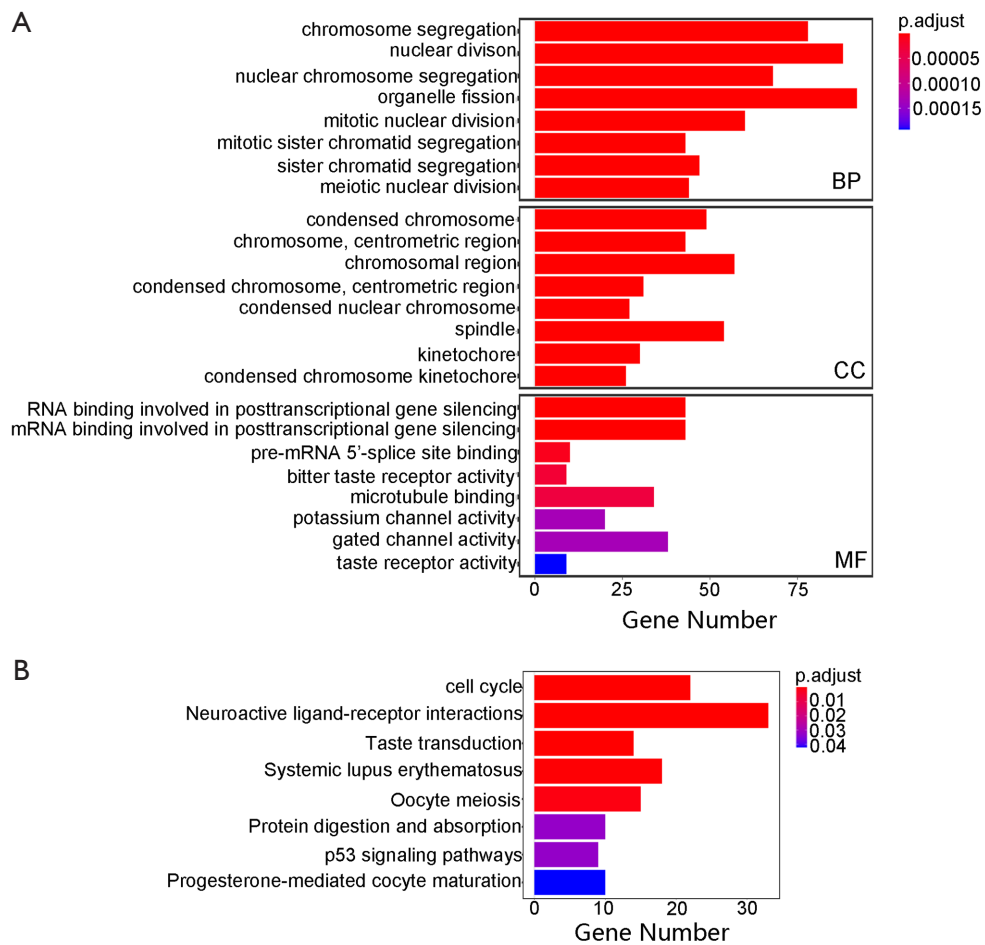 A
chromosome segregation
nuclear divison
nuclear chromosome segregation
organelle fission
mitotic nuclear division
mitotic sister chromatid segregation
sister chromatid segregation
meiotic nuclear division
BP
p.adjust
0.00005
0.00010
0.00015
condensed chromosome
chromosome, centrometric region
chromosomal region
condensed chromosome, centrometric region
condensed nuclear chromosome
spindle
kinetochore
condensed chromosome kinetochore
CC
RNA binding involved in posttranscriptional gene silencing
mRNA binding involved in posttranscriptional gene silencing
pre-mRNA 5’-splice site binding
bitter taste receptor activity
microtubule binding
potassium channel activity
gated channel activity
taste receptor activity
MF
0 25 50 75
Gene Number
B
cell cycle
Neuroactive ligand-receptor interactions
Taste transduction
Systemic lupus erythematosus
Oocyte meiosis
Protein digestion and absorption
p53 signaling pathways
Progesterone-mediated cocyte maturation
p.adjust
0.01
0.02
0.03
0.04
0 10 20 30
Gene Number